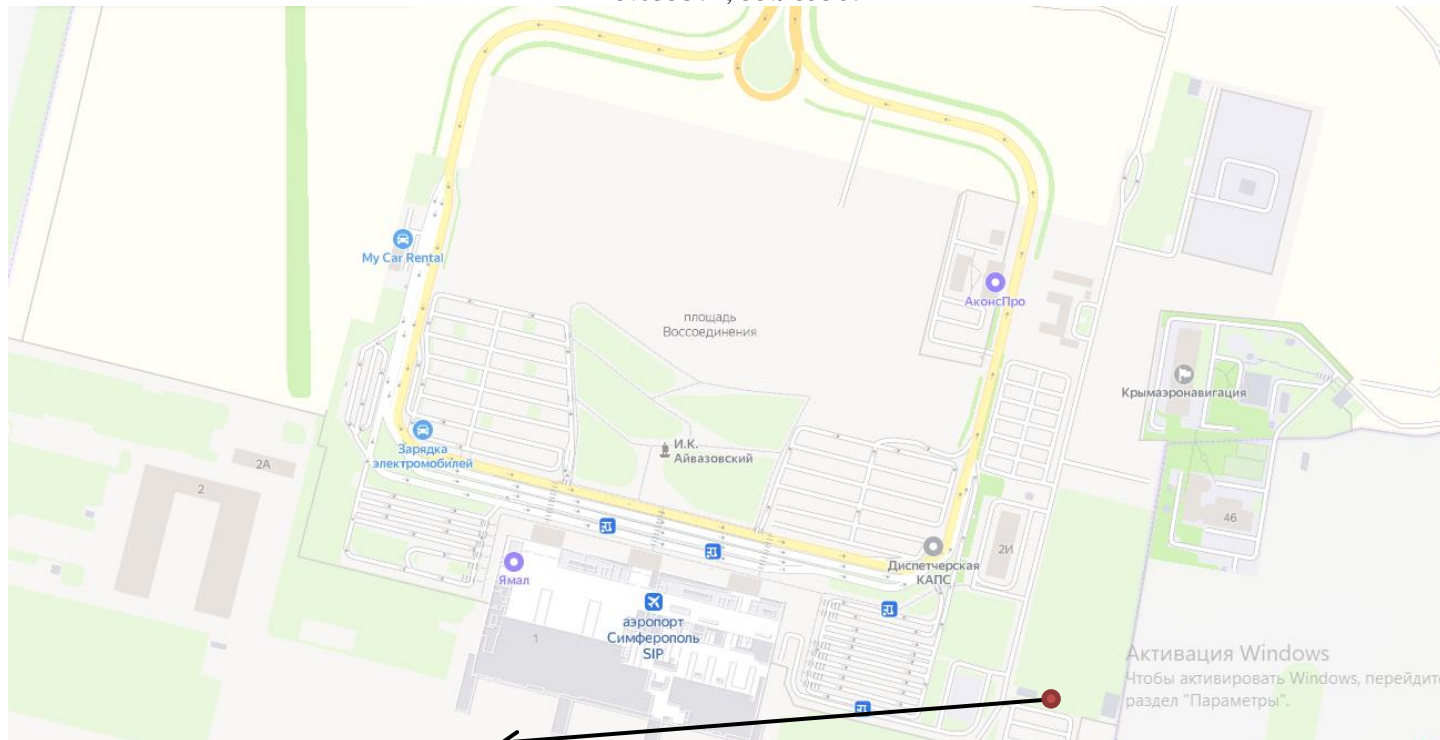 My Car Rental
АконсПро
площадь
Воссоединения
Крымаэронавигация
И.К.
Айвазовский
Зарядка
электромобилей
2А
2
46
2И
Диспетчерская
КАПС
Ямал
аэропорт
Симферополь
SIP
1
Активация Windows
Чтобы активировать Windows, перейдите
раздел "Параметры".